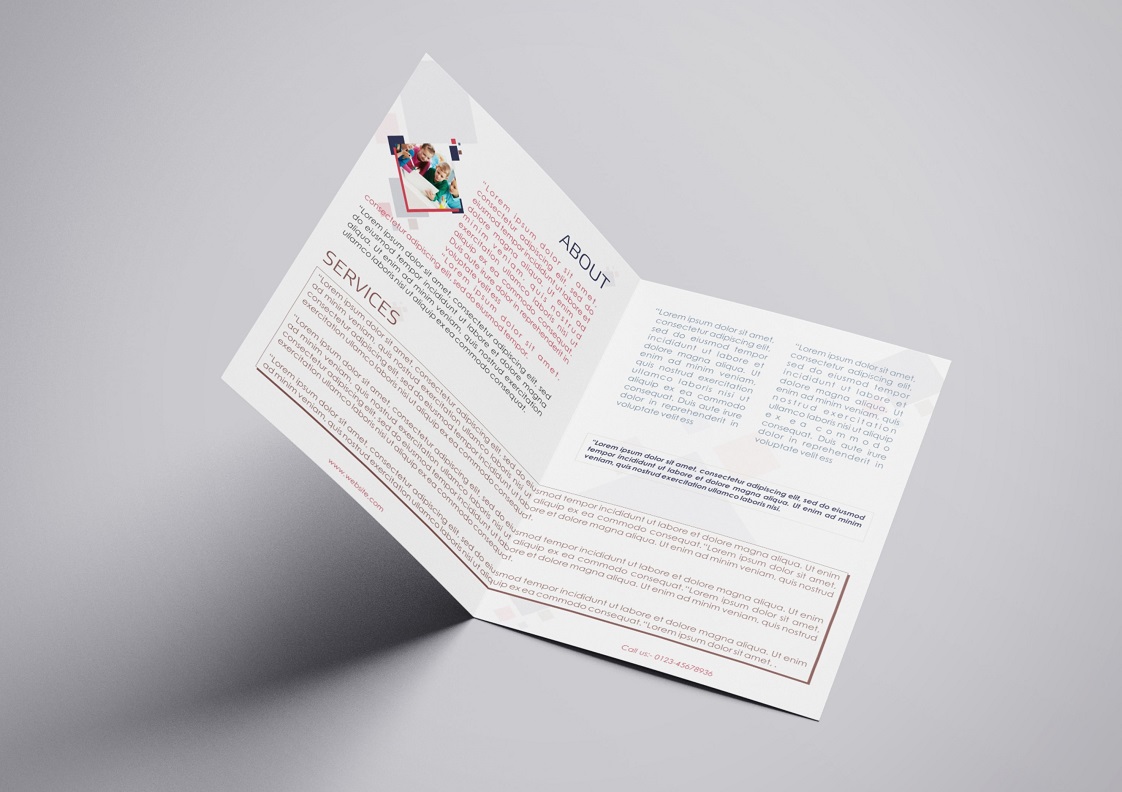 ABOUT
"Lorem ipsum dolor sit amet,
consectetur adipiscing elit, sed do
eiusmod tempor incididunt ut labore et
dolore magna aliqua. Ut enim ad
minim veniam, quis nostrud
exercitation ullamco laboris nisi ut
aliquip ex ea commodo consequat.
Duis aute irure dolor in reprehenderit in
voluptate velit ess
"Lorem ipsum dolor sit amet,
consectetur adipiscing elit, sed do eiusmod tempor.
"Lorem ipsum dolor sit amet, consectetur adipiscing elit, sed
do eiusmod tempor incididunt ut labore et dolore magna
aliqua. Ut enim ad minim veniam, quis nostrud exercitation
ullamco laboris nisi ut aliquip ex ea commodo consequat.
SERVICES
"Lorem ipsum dolor sit amet, consectetur adipiscing elit, sed do eiusmod tempor incididunt ut labore et dolore magna aliqua. Ut enim
ad minim veniam, quis nostrud exercitation ullamco laboris nisi ut aliquip ex ea commodo consequat."Lorem ipsum dolor sit amet,
consectetur adipiscing elit, sed do eiusmod tempor incididunt ut labore et dolore magna aliqua. Ut enim ad minim veniam, quis nostrud
exercitation ullamco laboris nisi ut aliquip ex ea commodo consequat.
"Lorem ipsum dolor sit amet, consectetur adipiscing elit, sed do eiusmod tempor incididunt ut labore et dolore magna aliqua. Ut enim
ad minim veniam, quis nostrud exercitation ullamco laboris nisi ut aliquip ex ea commodo consequat."Lorem ipsum dolor sit amet,
consectetur adipiscing elit, sed do eiusmod tempor incididunt ut labore et dolore magna aliqua. Ut enim ad minim veniam, quis nostrud
exercitation ullamco laboris nisi ut aliquip ex ea commodo consequat.
"Lorem ipsum dolor sit amet, consectetur adipiscing elit, sed do eiusmod tempor incididunt ut labore et dolore magna aliqua. Ut enim
ad minim veniam, quis nostrud exercitation ullamco laboris nisi ut aliquip ex ea commodo consequat."Lorem ipsum dolor sit amet, .
www.website.com
"Lorem ipsum dolor sit amet,
consectetur adipiscing elit,
sed do eiusmod tempor
incididunt ut labore et
dolore magna aliqua. Ut
enim ad minim veniam,
quis nostrud exercitation
ullamco laboris nisi ut
aliquip ex ea commodo
consequat. Duis aute irure
dolor in reprehenderit in
voluptate velit ess
"Lorem ipsum dolor sit amet,
consectetur adipiscing elit,
sed do eiusmod tempor
incididunt ut labore et
dolore magna aliqua. Ut
enim ad minim veniam, quis
nostrud exercitation
ullamco laboris nisi ut aliquip
ex ea commodo
consequat. Duis aute irure
dolor in reprehenderit in
voluptate velit ess
"Lorem ipsum dolor sit amet, consectetur adipiscing elit, sed do eiusmod
tempor incididunt ut labore et dolore magna aliqua. Ut enim ad minim
veniam, quis nostrud exercitation ullamco laboris nisi.
Call us:- 0123-45678936